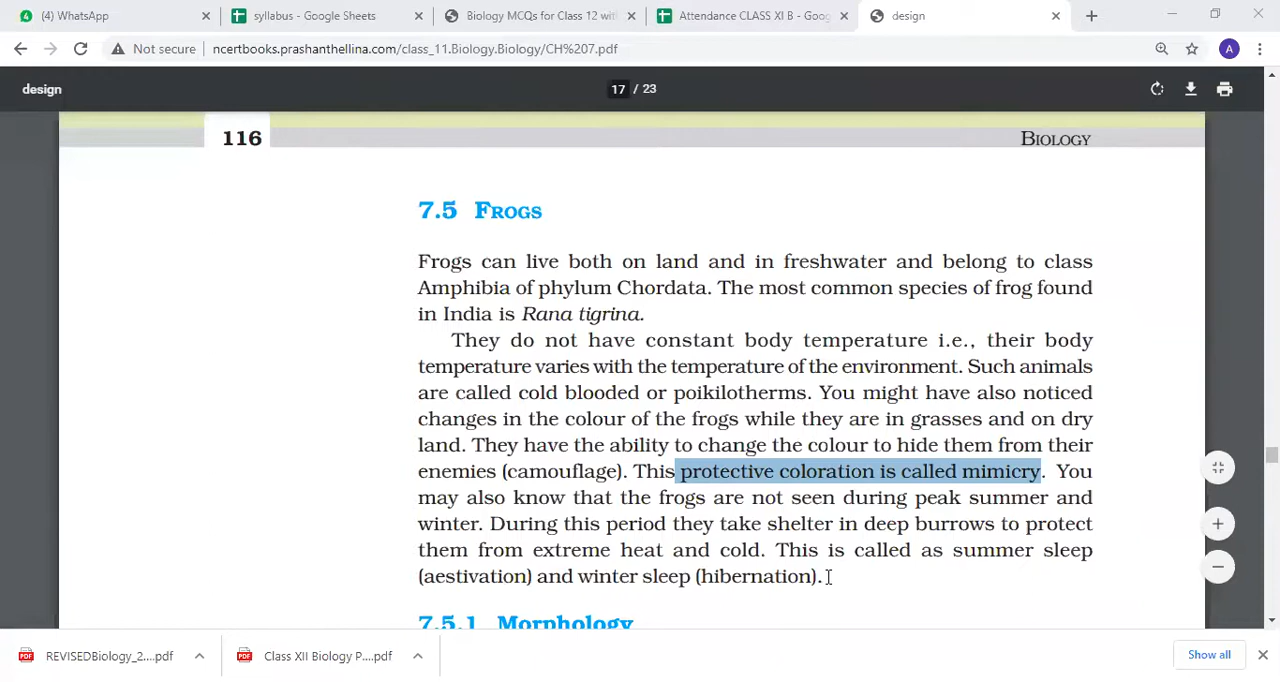 (4) WhatsApp
syllabus - Google Sheets
Biology MCQs for Class 12 with
Attendance CLASS XI B - Goog
design
Not secure
ncertbooks.prashanthellina.com/class_11.Biology.Biology/CH%207.pdf
A
design
17 / 23
116
BIOLOGY
7.5 FROGS
Frogs can live both on land and in freshwater and belong to class
Amphibia of phylum Chordata. The most common species of frog found
in India is Rana tigrina.
They do not have constant body temperature i.e., their body
temperature varies with the temperature of the environment. Such animals
are called cold blooded or poikilotherms. You might have also noticed
changes in the colour of the frogs while they are in grasses and on dry
land. They have the ability to change the colour to hide them from their
enemies (camouflage). This protective coloration is called mimicry. You
may also know that the frogs are not seen during peak summer and
winter. During this period they take shelter in deep burrows to protect
them from extreme heat and cold. This is called as summer sleep
(aestivation) and winter sleep (hibernation).
7.5.1 Morphology
REVISEDBiology_2....pdf
Class XII Biology P....pdf
Show all